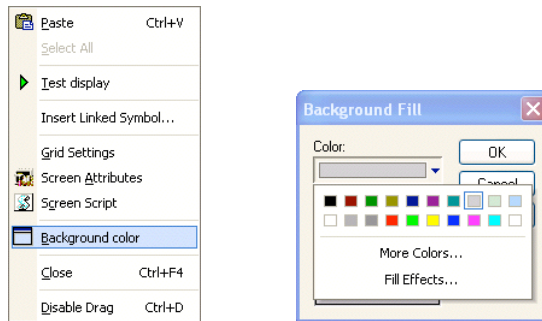 Paste Ctrl+V
Select All
Test display
Insert Linked Symbol...
Grid Settings
Screen Attributes
Screen Script
Background color
Close Ctrl+F4
Disable Drag Ctrl+D
Background Fill
Color:
OK
Cancel
More Colors...
Fill Effects...